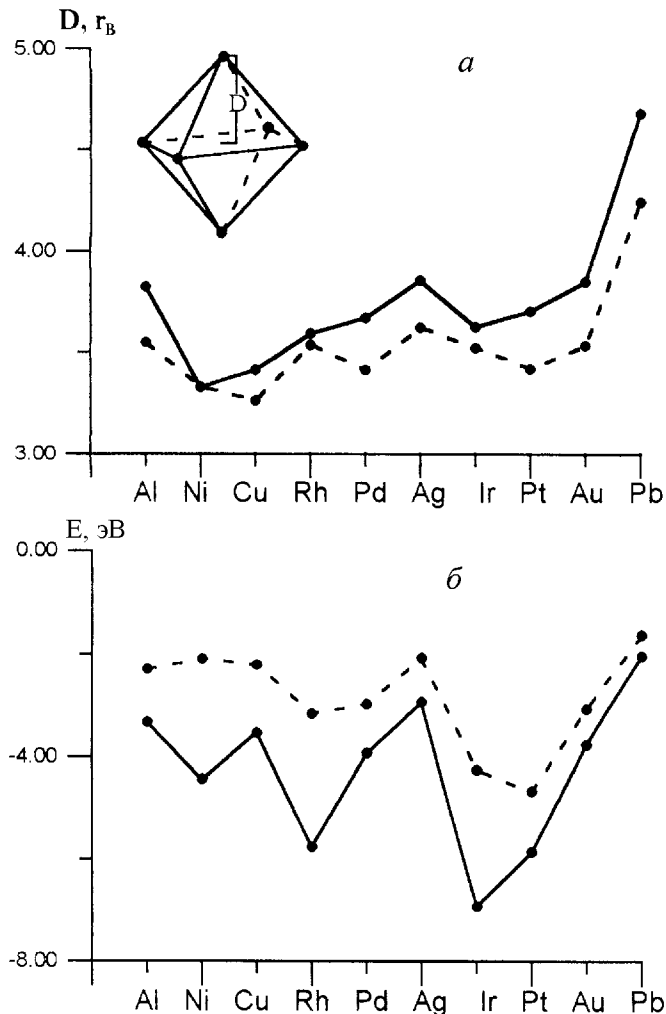 D, rв
5.00
a
D
4.00
3.00
Al Ni Cu Rh Pd Ag Ir Pt Au Pb
E, эВ
0.00
б
-4.00
-8.00
Al Ni Cu Rh Pd Ag Ir Pt Au Pb